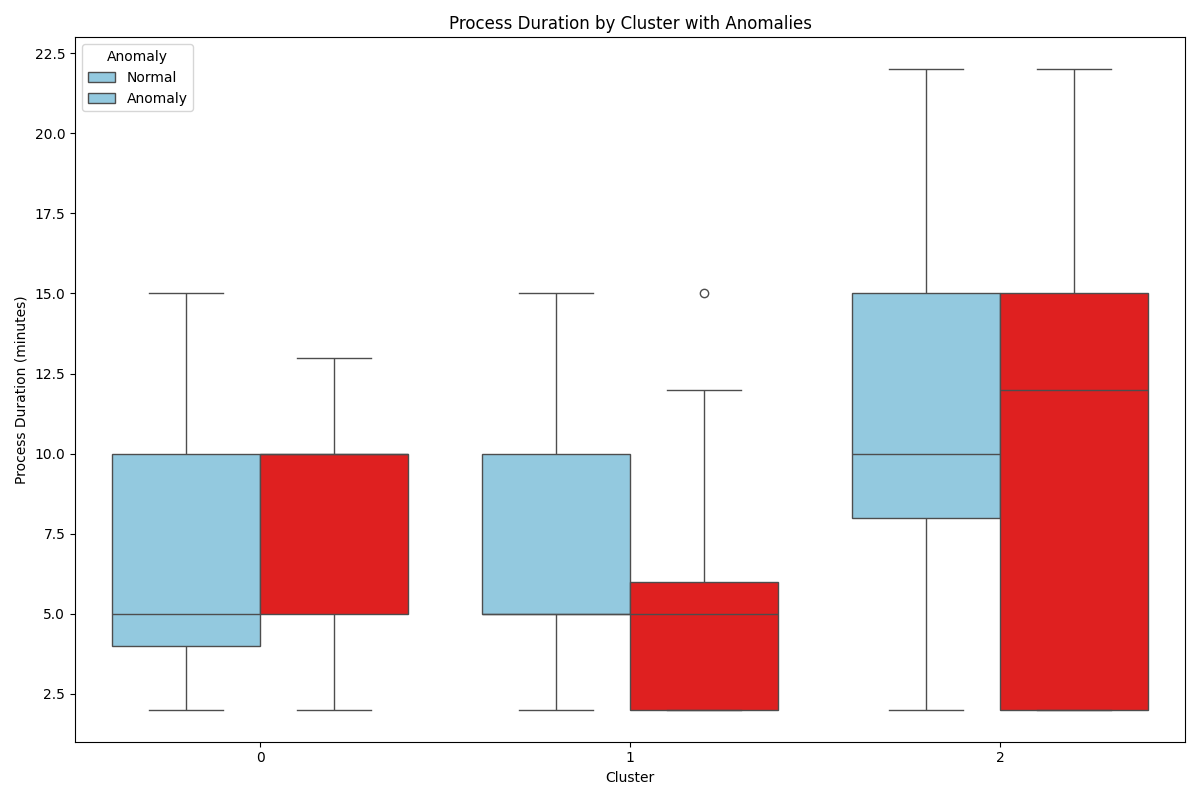 Process Duration by Cluster with Anomalies
Anomaly
Normal
Anomaly
22.5
20.0
17.5
15.0
12.5
10.0
7.5
5.0
2.5
Process Duration (minutes)
0
1
2
Cluster